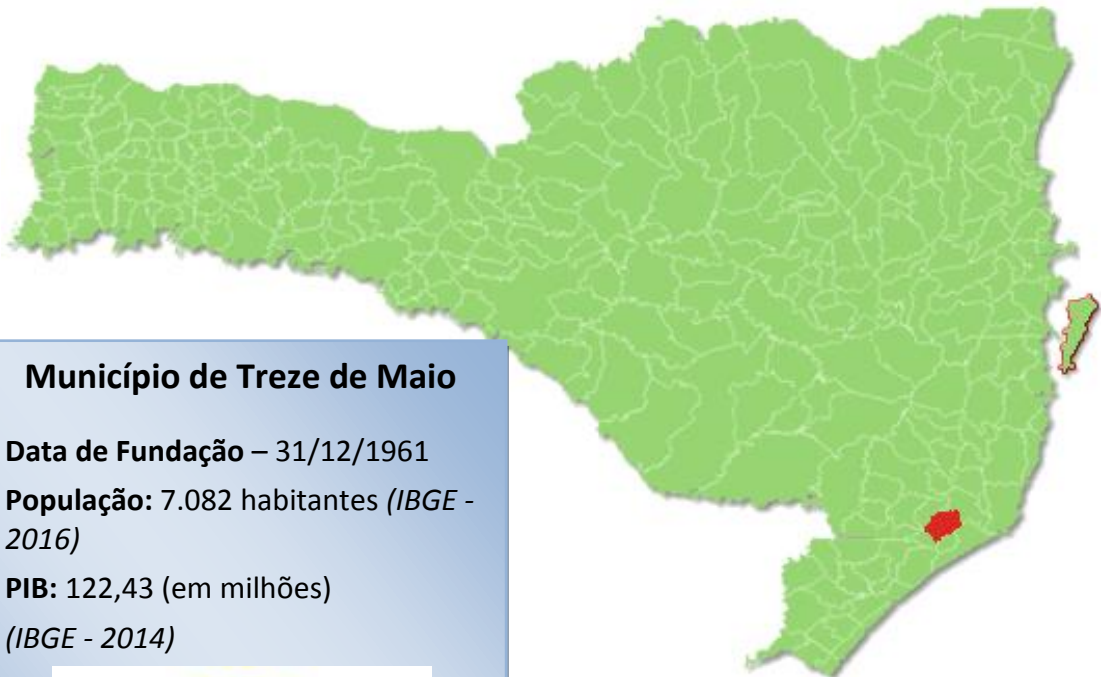 Município de Treze de Maio
Data de Fundação – 31/12/1961
População: 7.082 habitantes (IBGE -
2016)
PIB: 122,43 (em milhões)
(IBGE - 2014)